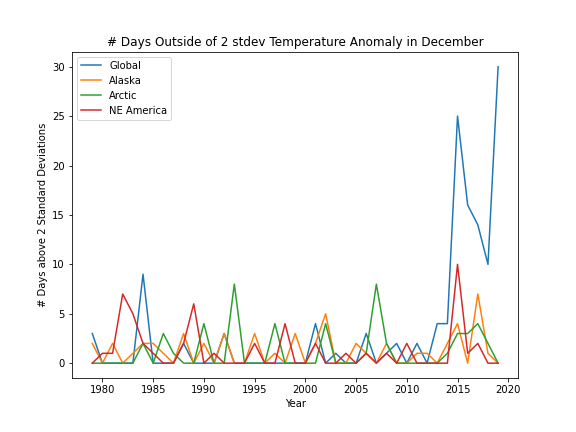 # Days Outside of 2 stdev Temperature Anomaly in December
Global
Alaska
Arctic
NE America
# Days above 2 Standard Deviations
30
25
20
15
10
5
0
1980 1985 1990 1995 2000 2005 2010 2015 2020
Year